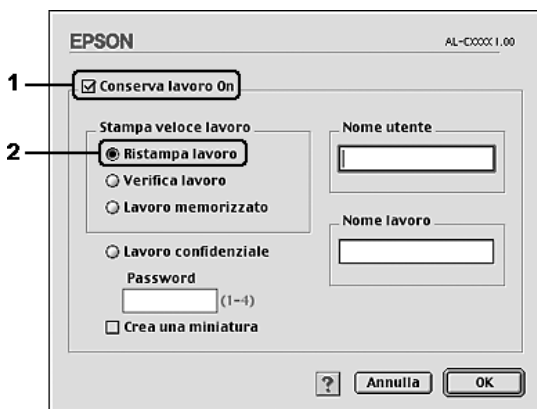 EPSON
AL-CXXXX 1.00
1
Conserva lavoro On
Stampa veloce lavoro
2
Ristampa lavoro
Verifica lavoro
Lavoro memorizzato
Lavoro confidenziale
Password
(1-4)
Crea una miniatura
Nome utente
Nome lavoro
?
Annulla
OK